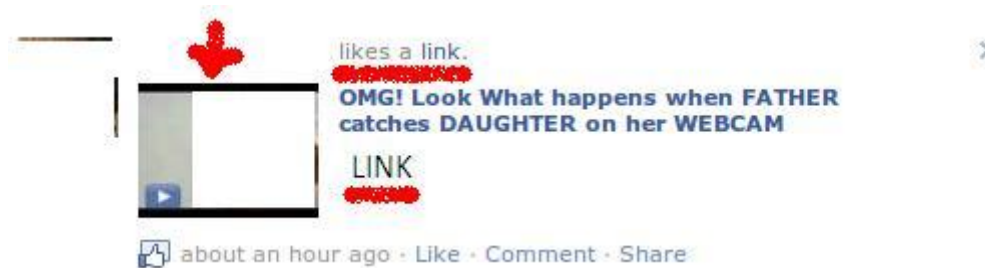 likes a link.
OMG! Look What happens when FATHER
catches DAUGHTER on her WEBCAM
LINK
about an hour ago · Like · Comment · Share